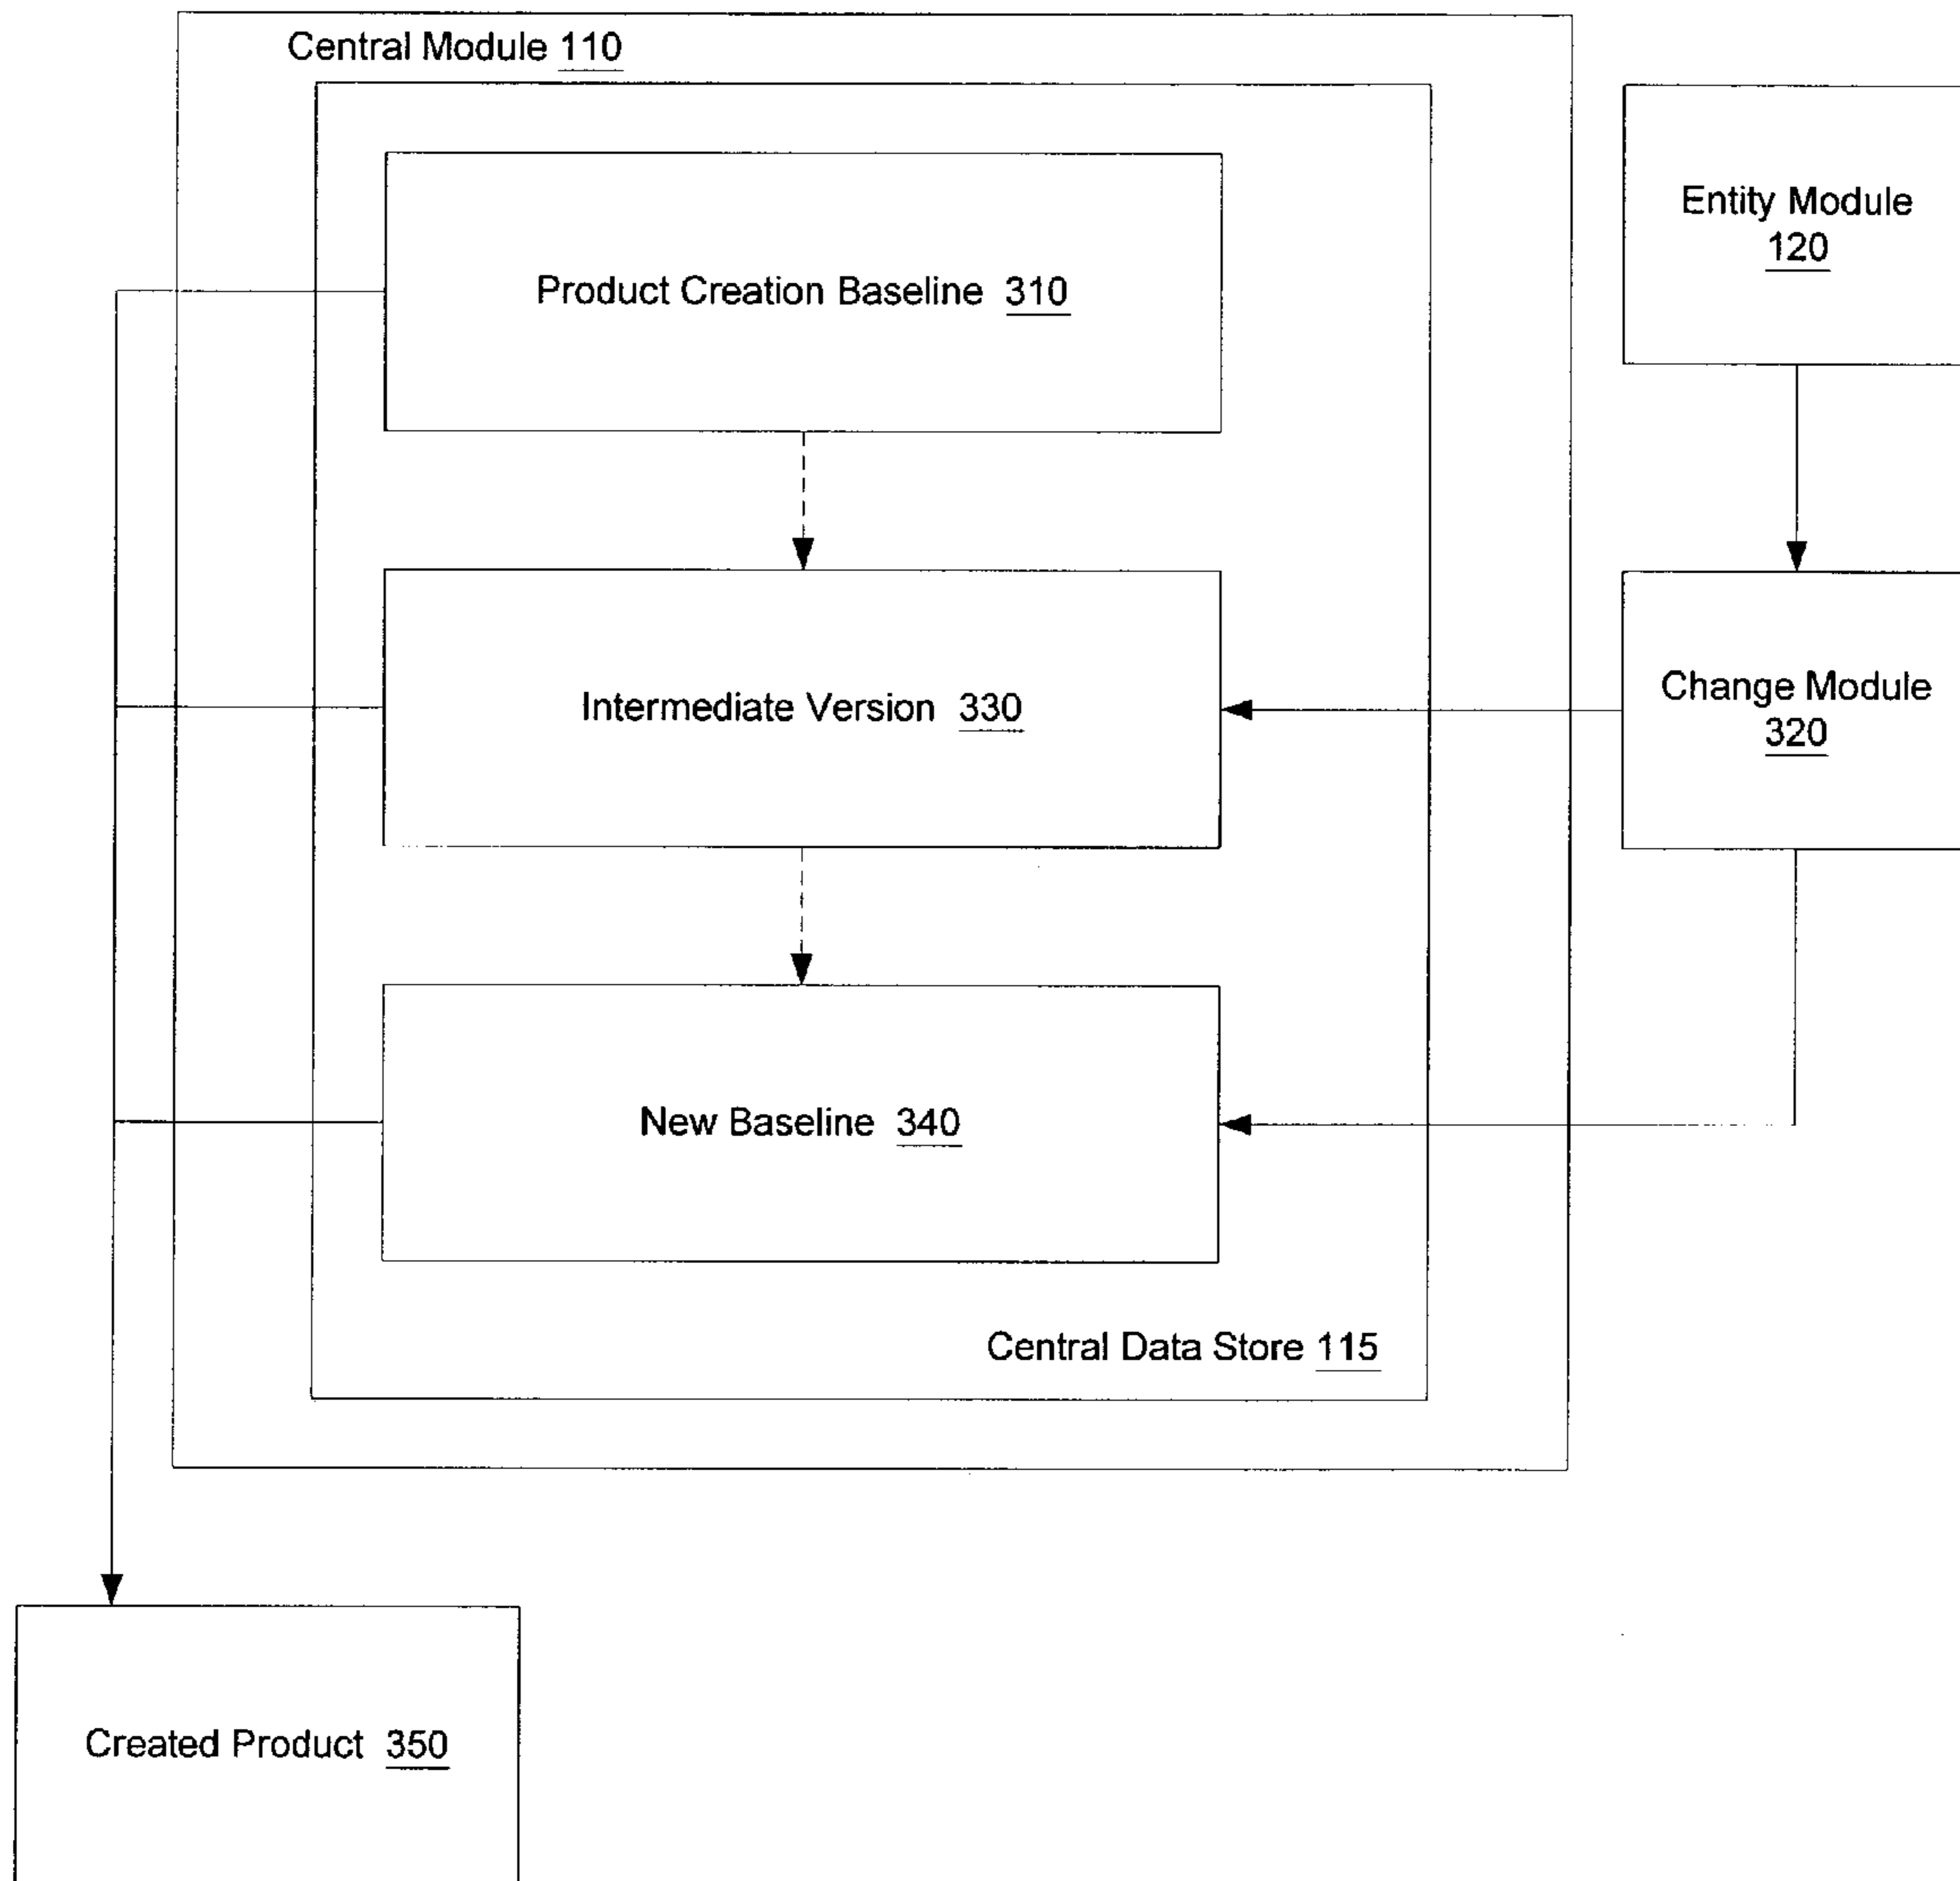 Central Module 110
Entity Module
120
Product Creation Baseline 310
Intermediate Version 330
Change Module
320
New Baseline 340
Central Data Store 115
Created Product 350